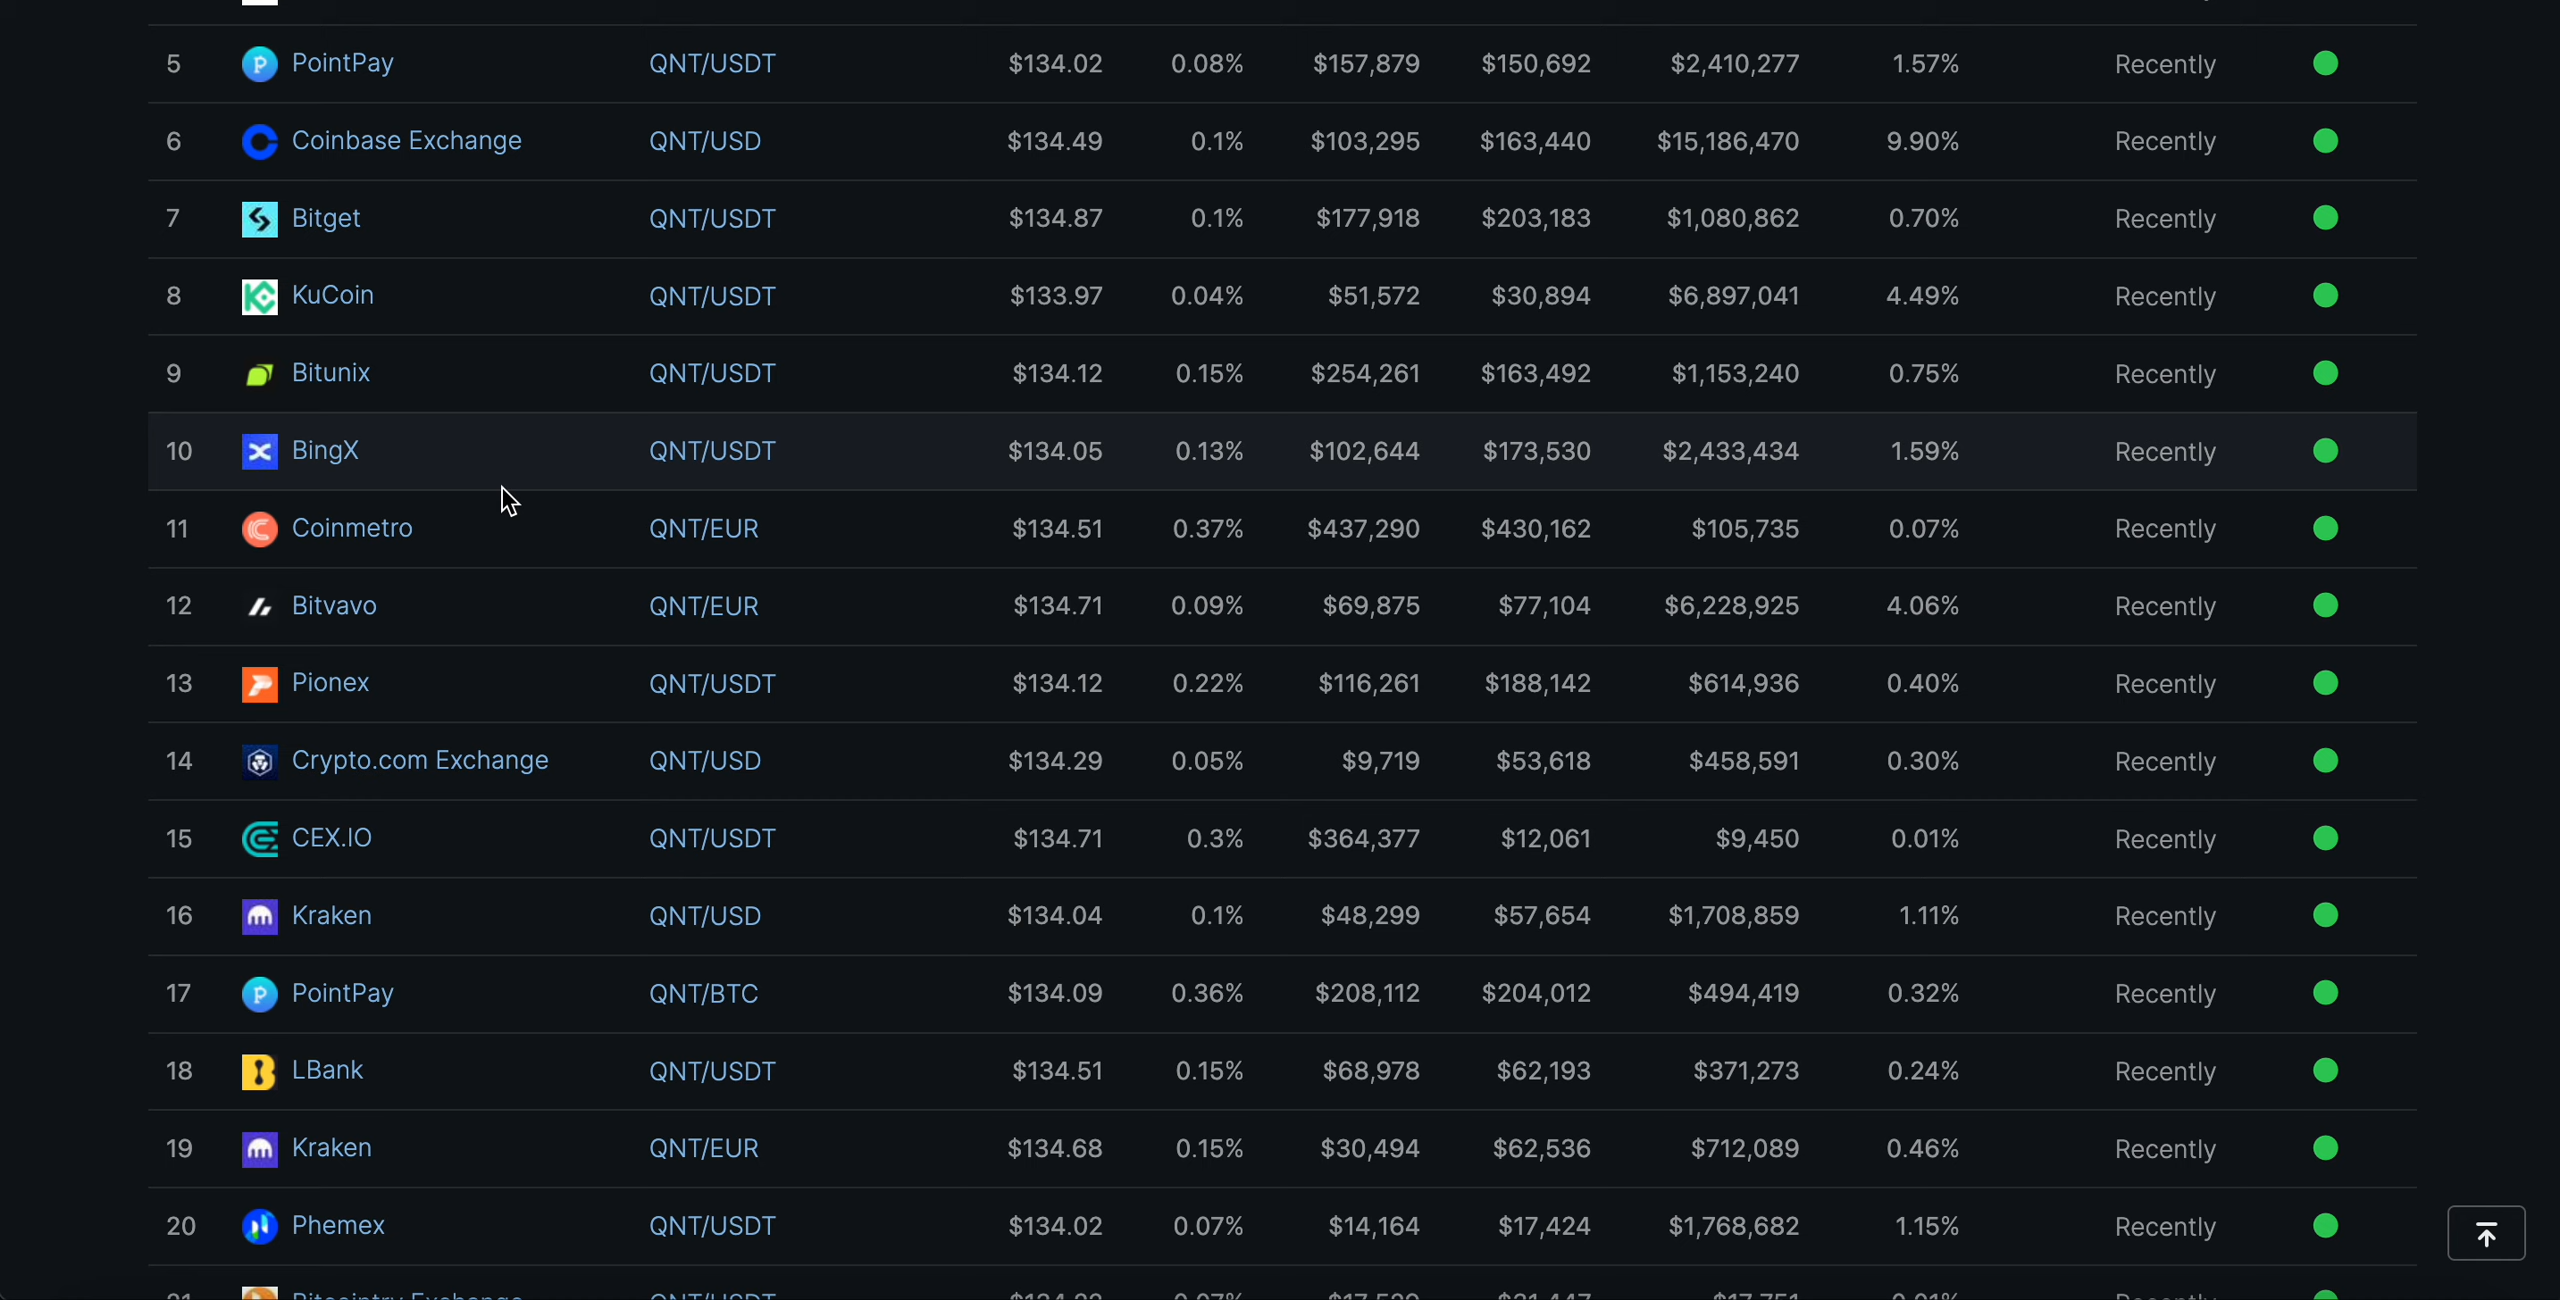 5 PointPay QNT/USDT $134.02 0.08% $157,879 $150,692 $2,410,277 1.57% Recently
6 Coinbase Exchange QNT/USD $134.49 0.1% $103,295 $163,440 $15,186,470 9.90% Recently
7 Bitget QNT/USDT $134.87 0.1% $177,918 $203,183 $1,080,862 0.70% Recently
8 KuCoin QNT/USDT $133.97 0.04% $51,572 $30,894 $6,897,041 4.49% Recently
9 Bitunix QNT/USDT $134.12 0.15% $254,261 $163,492 $1,153,240 0.75% Recently
10 BingX QNT/USDT $134.05 0.13% $102,644 $173,530 $2,433,434 1.59% Recently
11 Coinmetro QNT/EUR $134.51 0.37% $437,290 $430,162 $105,735 0.07% Recently
12 Bitvavo QNT/EUR $134.71 0.09% $69,875 $77,104 $6,228,925 4.06% Recently
13 Pionex QNT/USDT $134.12 0.22% $116,261 $188,142 $614,936 0.40% Recently
14 Crypto.com Exchange QNT/USD $134.29 0.05% $9,719 $53,618 $458,591 0.30% Recently
15 CEX.IO QNT/USDT $134.71 0.3% $364,377 $12,061 $9,450 0.01% Recently
16 Kraken QNT/USD $134.04 0.1% $48,299 $57,654 $1,708,859 1.11% Recently
17 PointPay QNT/BTC $134.09 0.36% $208,112 $204,012 $494,419 0.32% Recently
18 LBank QNT/USDT $134.51 0.15% $68,978 $62,193 $371,273 0.24% Recently
19 Kraken QNT/EUR $134.68 0.15% $30,494 $62,536 $712,089 0.46% Recently
20 Phemex QNT/USDT $134.02 0.07% $14,164 $17,424 $1,768,682 1.15% Recently